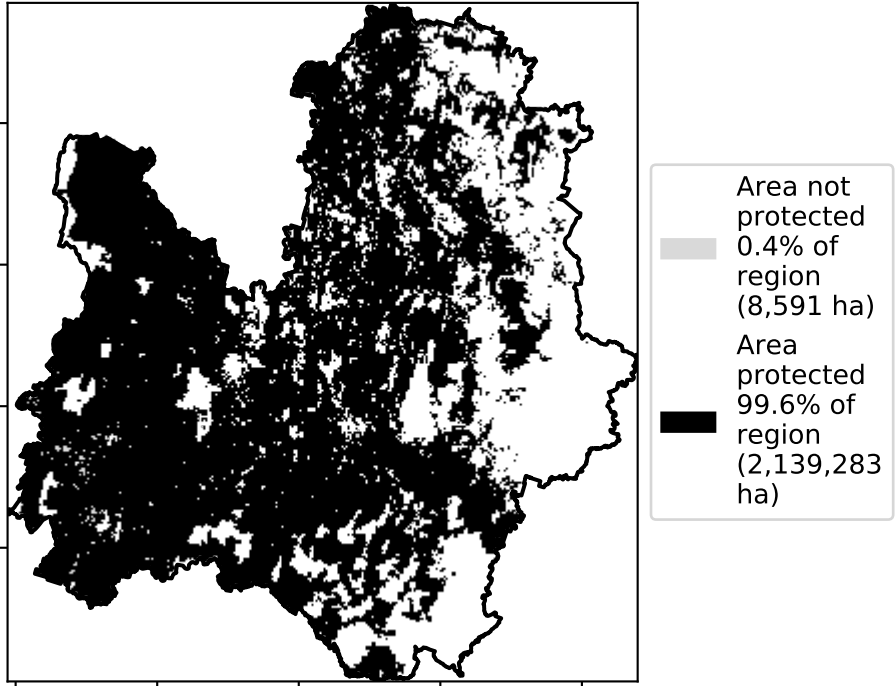 Area not
protected
0.4% of
region
(8,591 ha)
Area
protected
99.6% of
region
(2,139,283
ha)